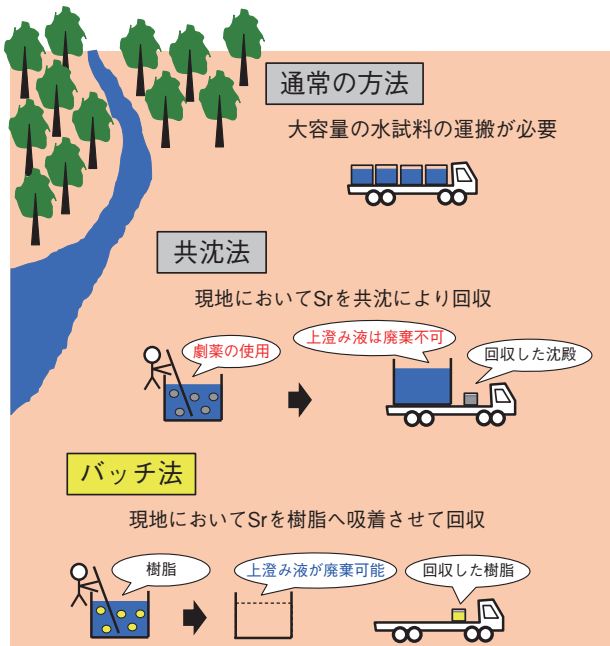 通常の方法
大容量の水試料の運搬が必要
共沈法
現地においてSrを共沈により回収
劇薬の使用
上澄み液は廃棄不可
回収した沈殿
バッチ法
現地においてSrを樹脂へ吸着させて回収
樹脂
上澄み液が廃棄可能
回収した樹脂